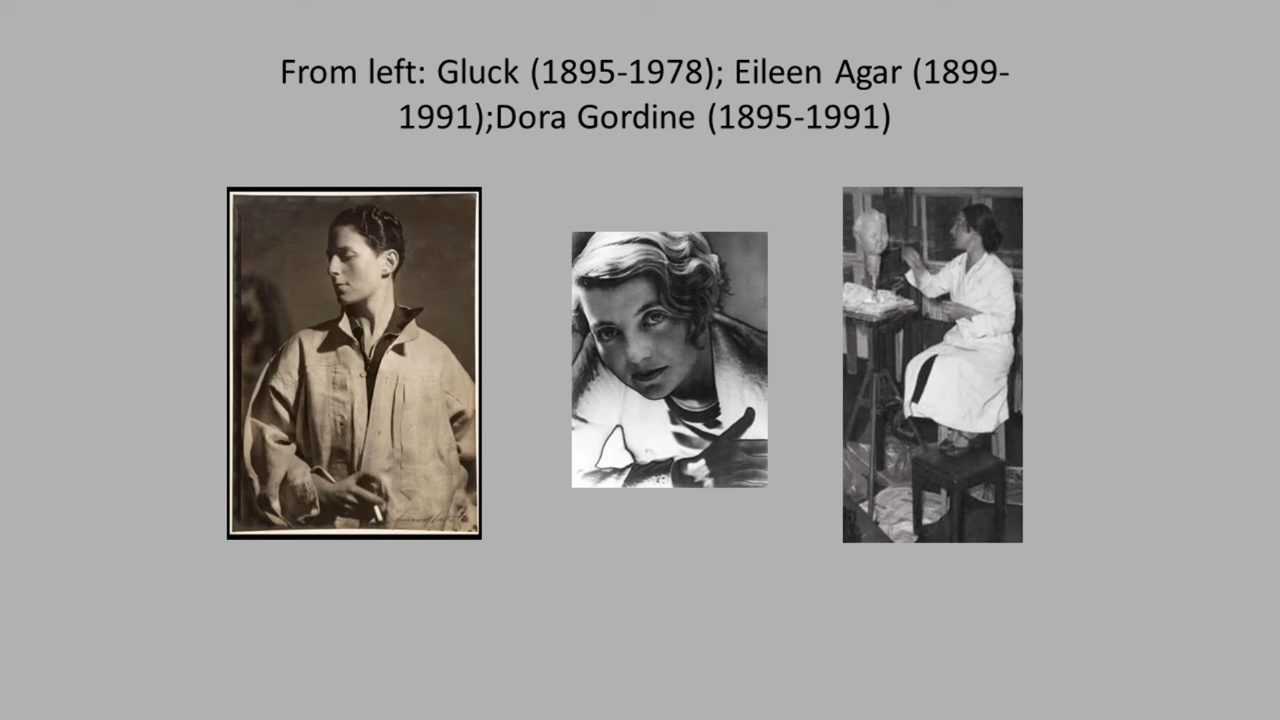 From left: Gluck (1895-1978); Eileen Agar (1899-
1991);Dora Gordine (1895-1991)